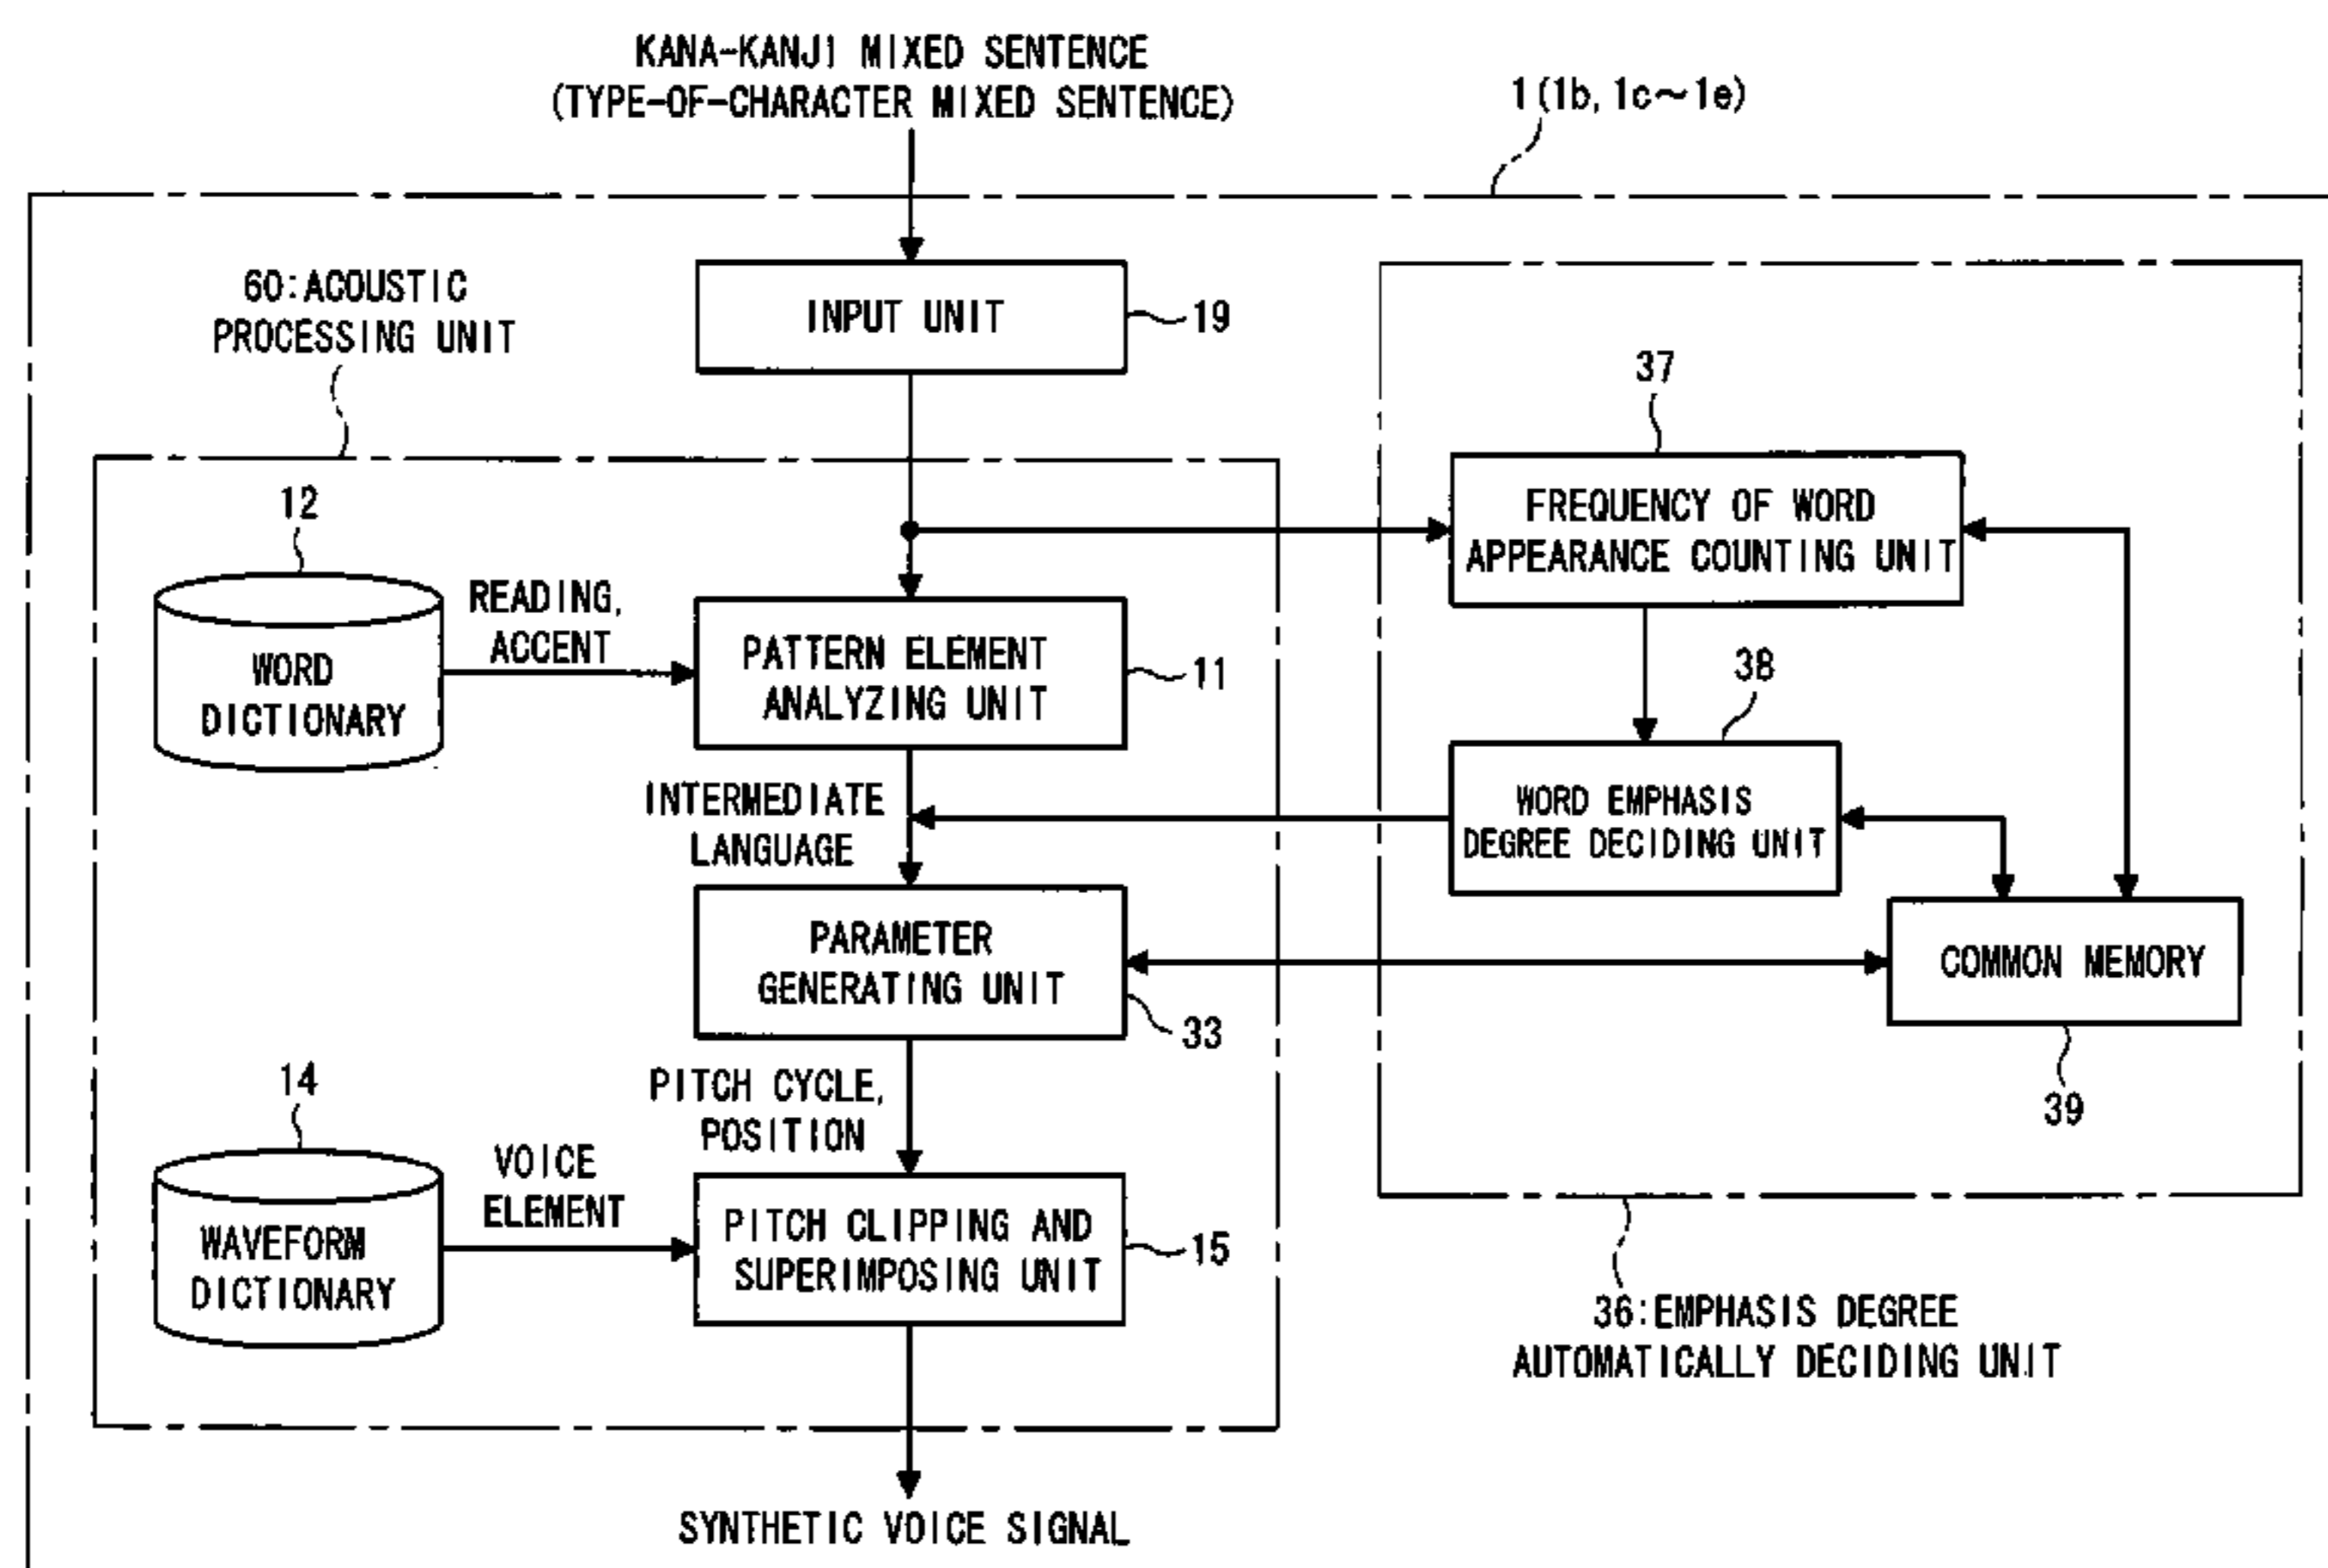 KANA-KANJI MIXED SENTENCE
(TYPE-OF-CHARACTER MIXED SENTENCE)
1(1b, 1c～1e)
60:ACOUSTIC
PROCESSING UNIT
INPUT UNIT
19
37
FREQUENCY OF WORD
APPEARANCE COUNTING UNIT
12
WORD
DICTIONARY
READING,
ACCENT
PATTERN ELEMENT
ANALYZING UNIT
11
38
WORD EMPHASIS
DEGREE DECIDING UNIT
INTERMEDIATE
LANGUAGE
PARAMETER
GENERATING UNIT
33
COMMON MEMORY
39
PITCH CYCLE,
POSITION
14
WAVEFORM
DICTIONARY
VOICE
ELEMENT
PITCH CLIPPING AND
SUPERIMPOSING UNIT
15
36:EMPHASIS DEGREE
AUTOMATICALLY DECIDING UNIT
SYNTHETIC VOICE SIGNAL